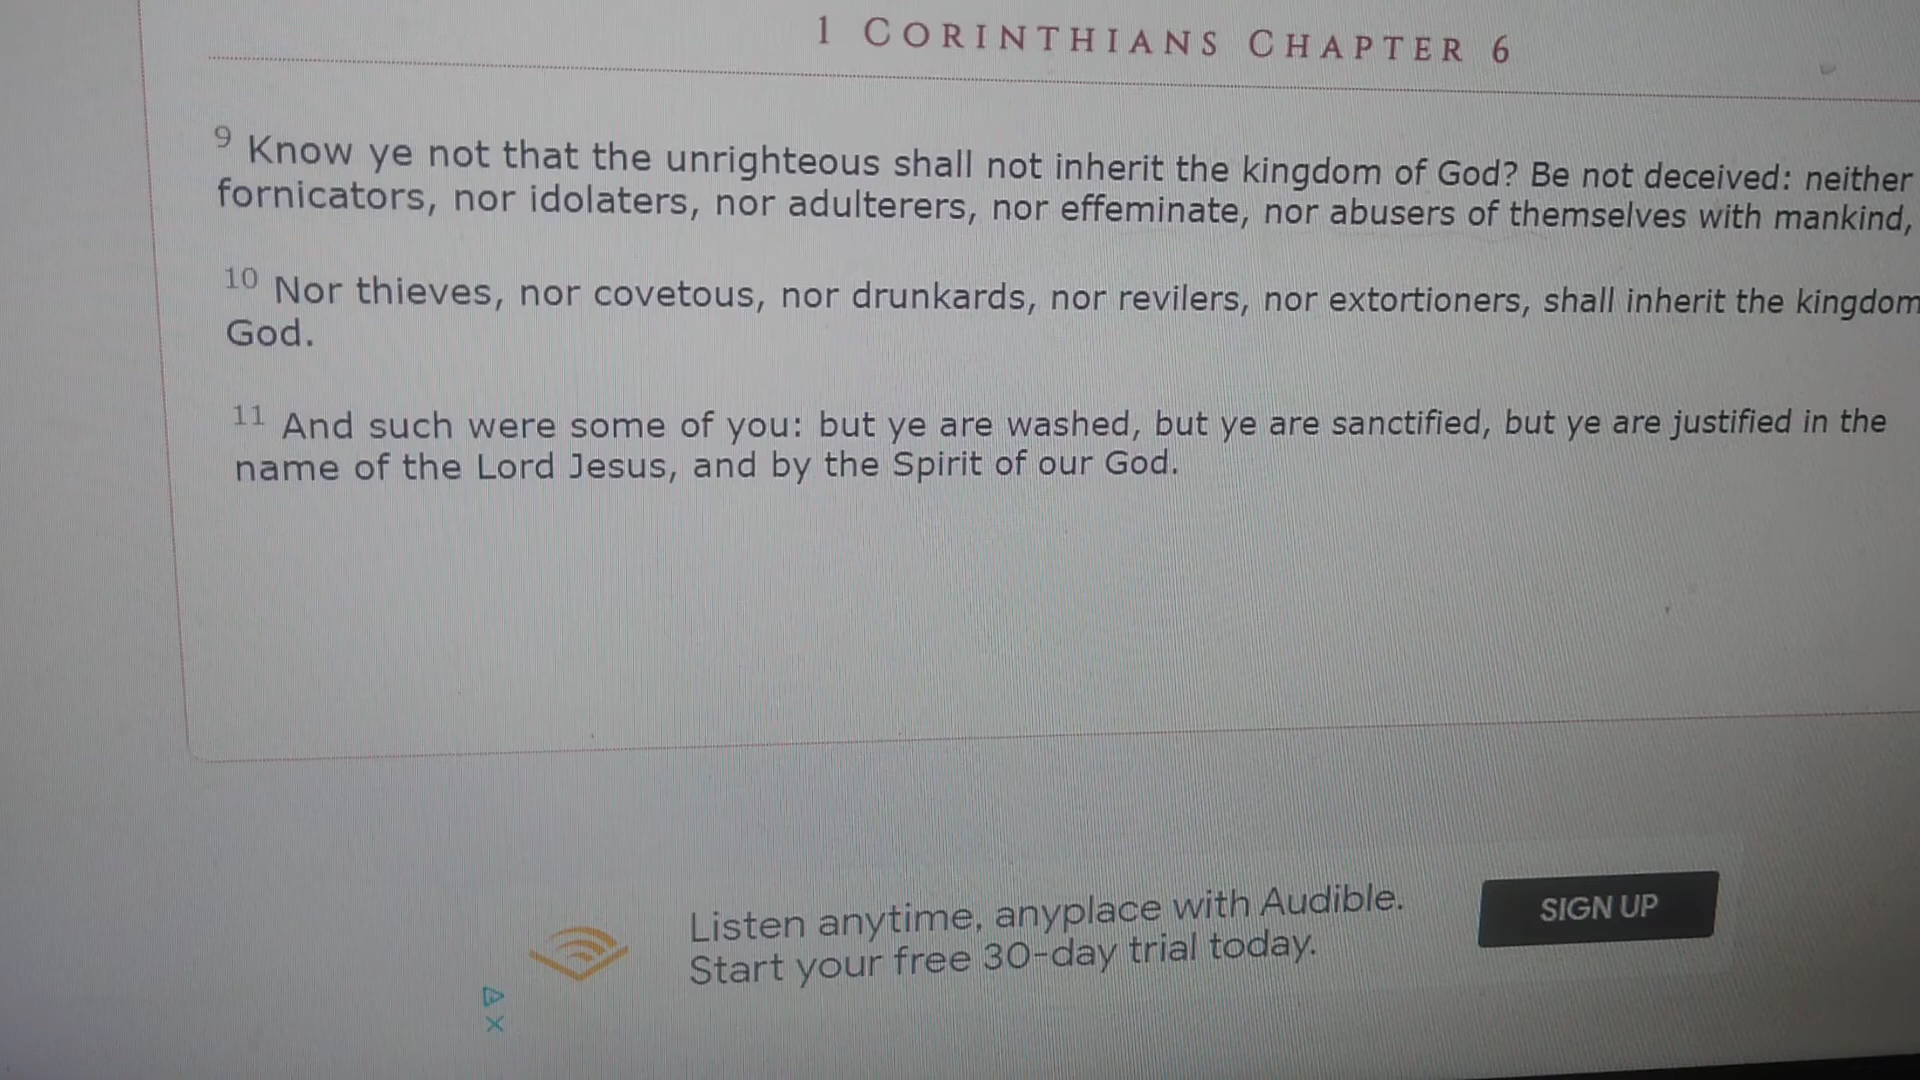 1 CORINTHIANS CHAPTER 6
9 Know ye not that the unrighteous shall not inherit the kingdom of God? Be not deceived: neither
fornicators, nor idolaters, nor adulterers, nor effeminate, nor abusers of themselves with mankind,
10 Nor thieves, nor covetous, nor drunkards, nor revilers, nor extortioners, shall inherit the kingdom
God.
11 And such were some of you: but ye are washed, but ye are sanctified, but ye are justified in the
name of the Lord Jesus, and by the Spirit of our God.
Listen anytime, anyplace with Audible.
Start your free 30-day trial today.
SIGN UP